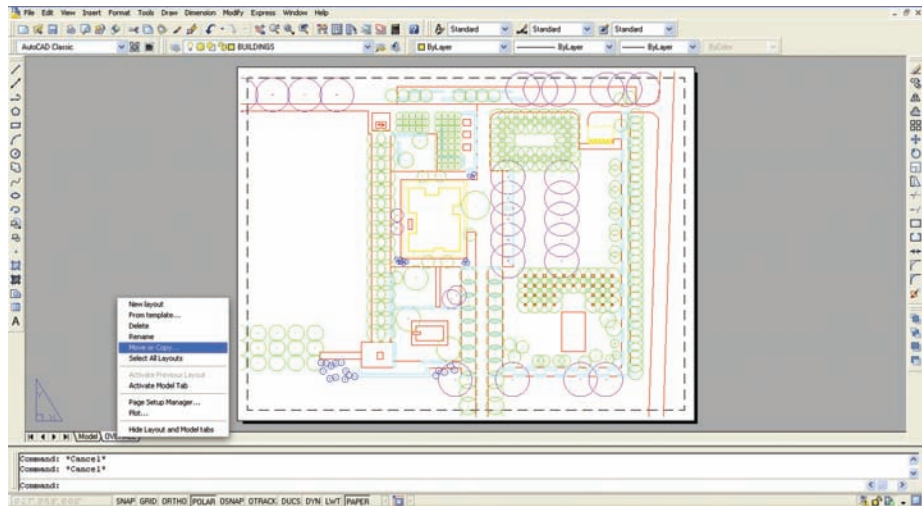 File Edit View Insert Format Tools Draw Dimension Modify Express Window Help
Standard Standard Standard
AutoCAD Classic BUILDINGS ByLayer ByLayer ByLayer ByColor
New layout
From template...
Delete
Rename
Move or Copy...
Select All Layouts
Activate Previous Layout
Activate Model Tab
Page Setup Manager...
Plot...
Hide Layout and Model tabs
Model
Command: *Cancel*
Command: *Cancel*
Command:
SNAP GRID ORTHO POLAR OSNAP OTRACK DUCS DYN LWT PAPER